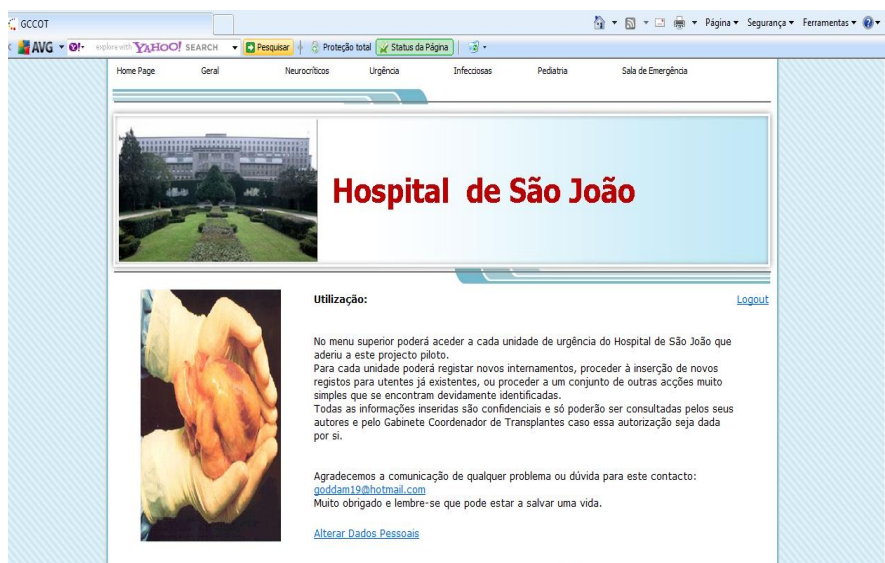 GCCOT
Página Segurança Ferramentas
AVG explore with YAHOO! SEARCH Pesquisar Proteção total Status da Página
Home Page Geral Neurocríticos Urgência Infecciosas Pediatria Sala de Emergência
Hospital de São João
Utilização: Logout
No menu superior poderá aceder a cada unidade de urgência do Hospital de São João que
aderiu a este projecto piloto.
Para cada unidade poderá registar novos internamentos, proceder à inserção de novos
registos para utentes já existentes, ou proceder a um conjunto de outras acções muito
simples que se encontram devidamente identificadas.
Todas as informações inseridas são confidenciais e só poderão ser consultadas pelos seus
autores e pelo Gabinete Coordenador de Transplantes caso essa autorização seja dada
por si.
Agradecemos a comunicação de qualquer problema ou dúvida para este contacto:
goddam19@hotmail.com
Muito obrigado e lembre-se que pode estar a salvar uma vida.
Alterar Dados Pessoais